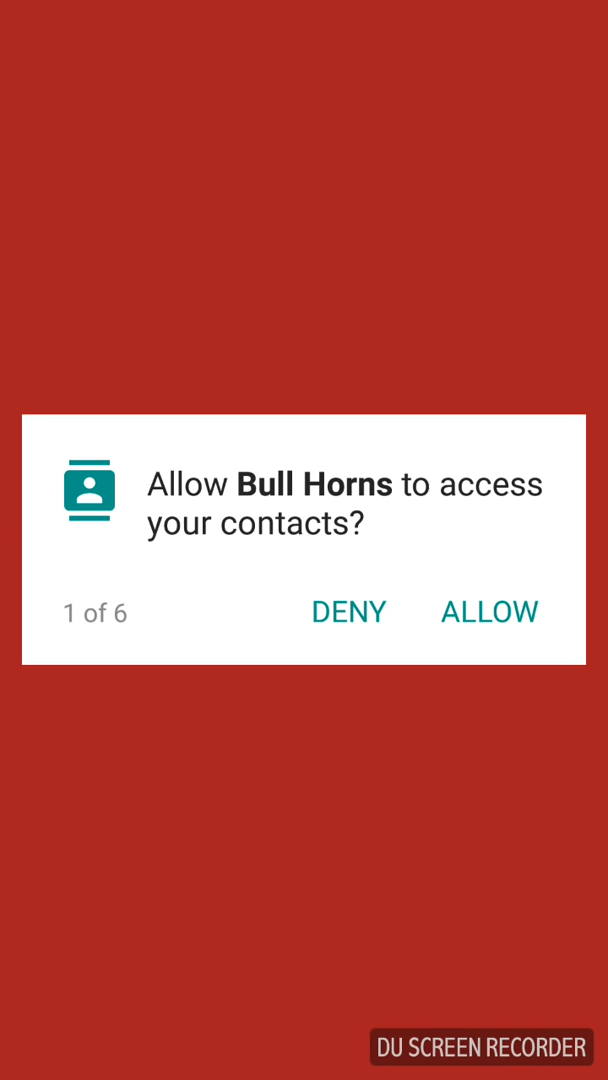 Allow Bull Horns to access
your contacts?
1 of 6 DENY ALLOW
DU SCREEN RECORDER